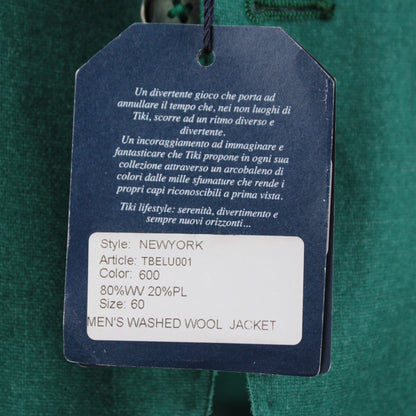 Un divertente gioco che porta ad
annullare il tempo che, nei non luoghi di
Tiki, scorre ad un ritmo diverso e
divertente.
Un incoraggiamento ad immaginare e
fantasticare che Tiki propone in ogni sua
collezione attraverso un arcobaleno di
colori dalle mille sfumature che rende i
propri capi riconoscibili a prima vista.
Tiki lifestyle: serenità, divertimento e
sempre nuovi orizzonti...
Style: NEWYORK
Article: TBELU001
Color: 600
80%WV 20%PL
Size: 60
MEN'S WASHED WOOL JACKET